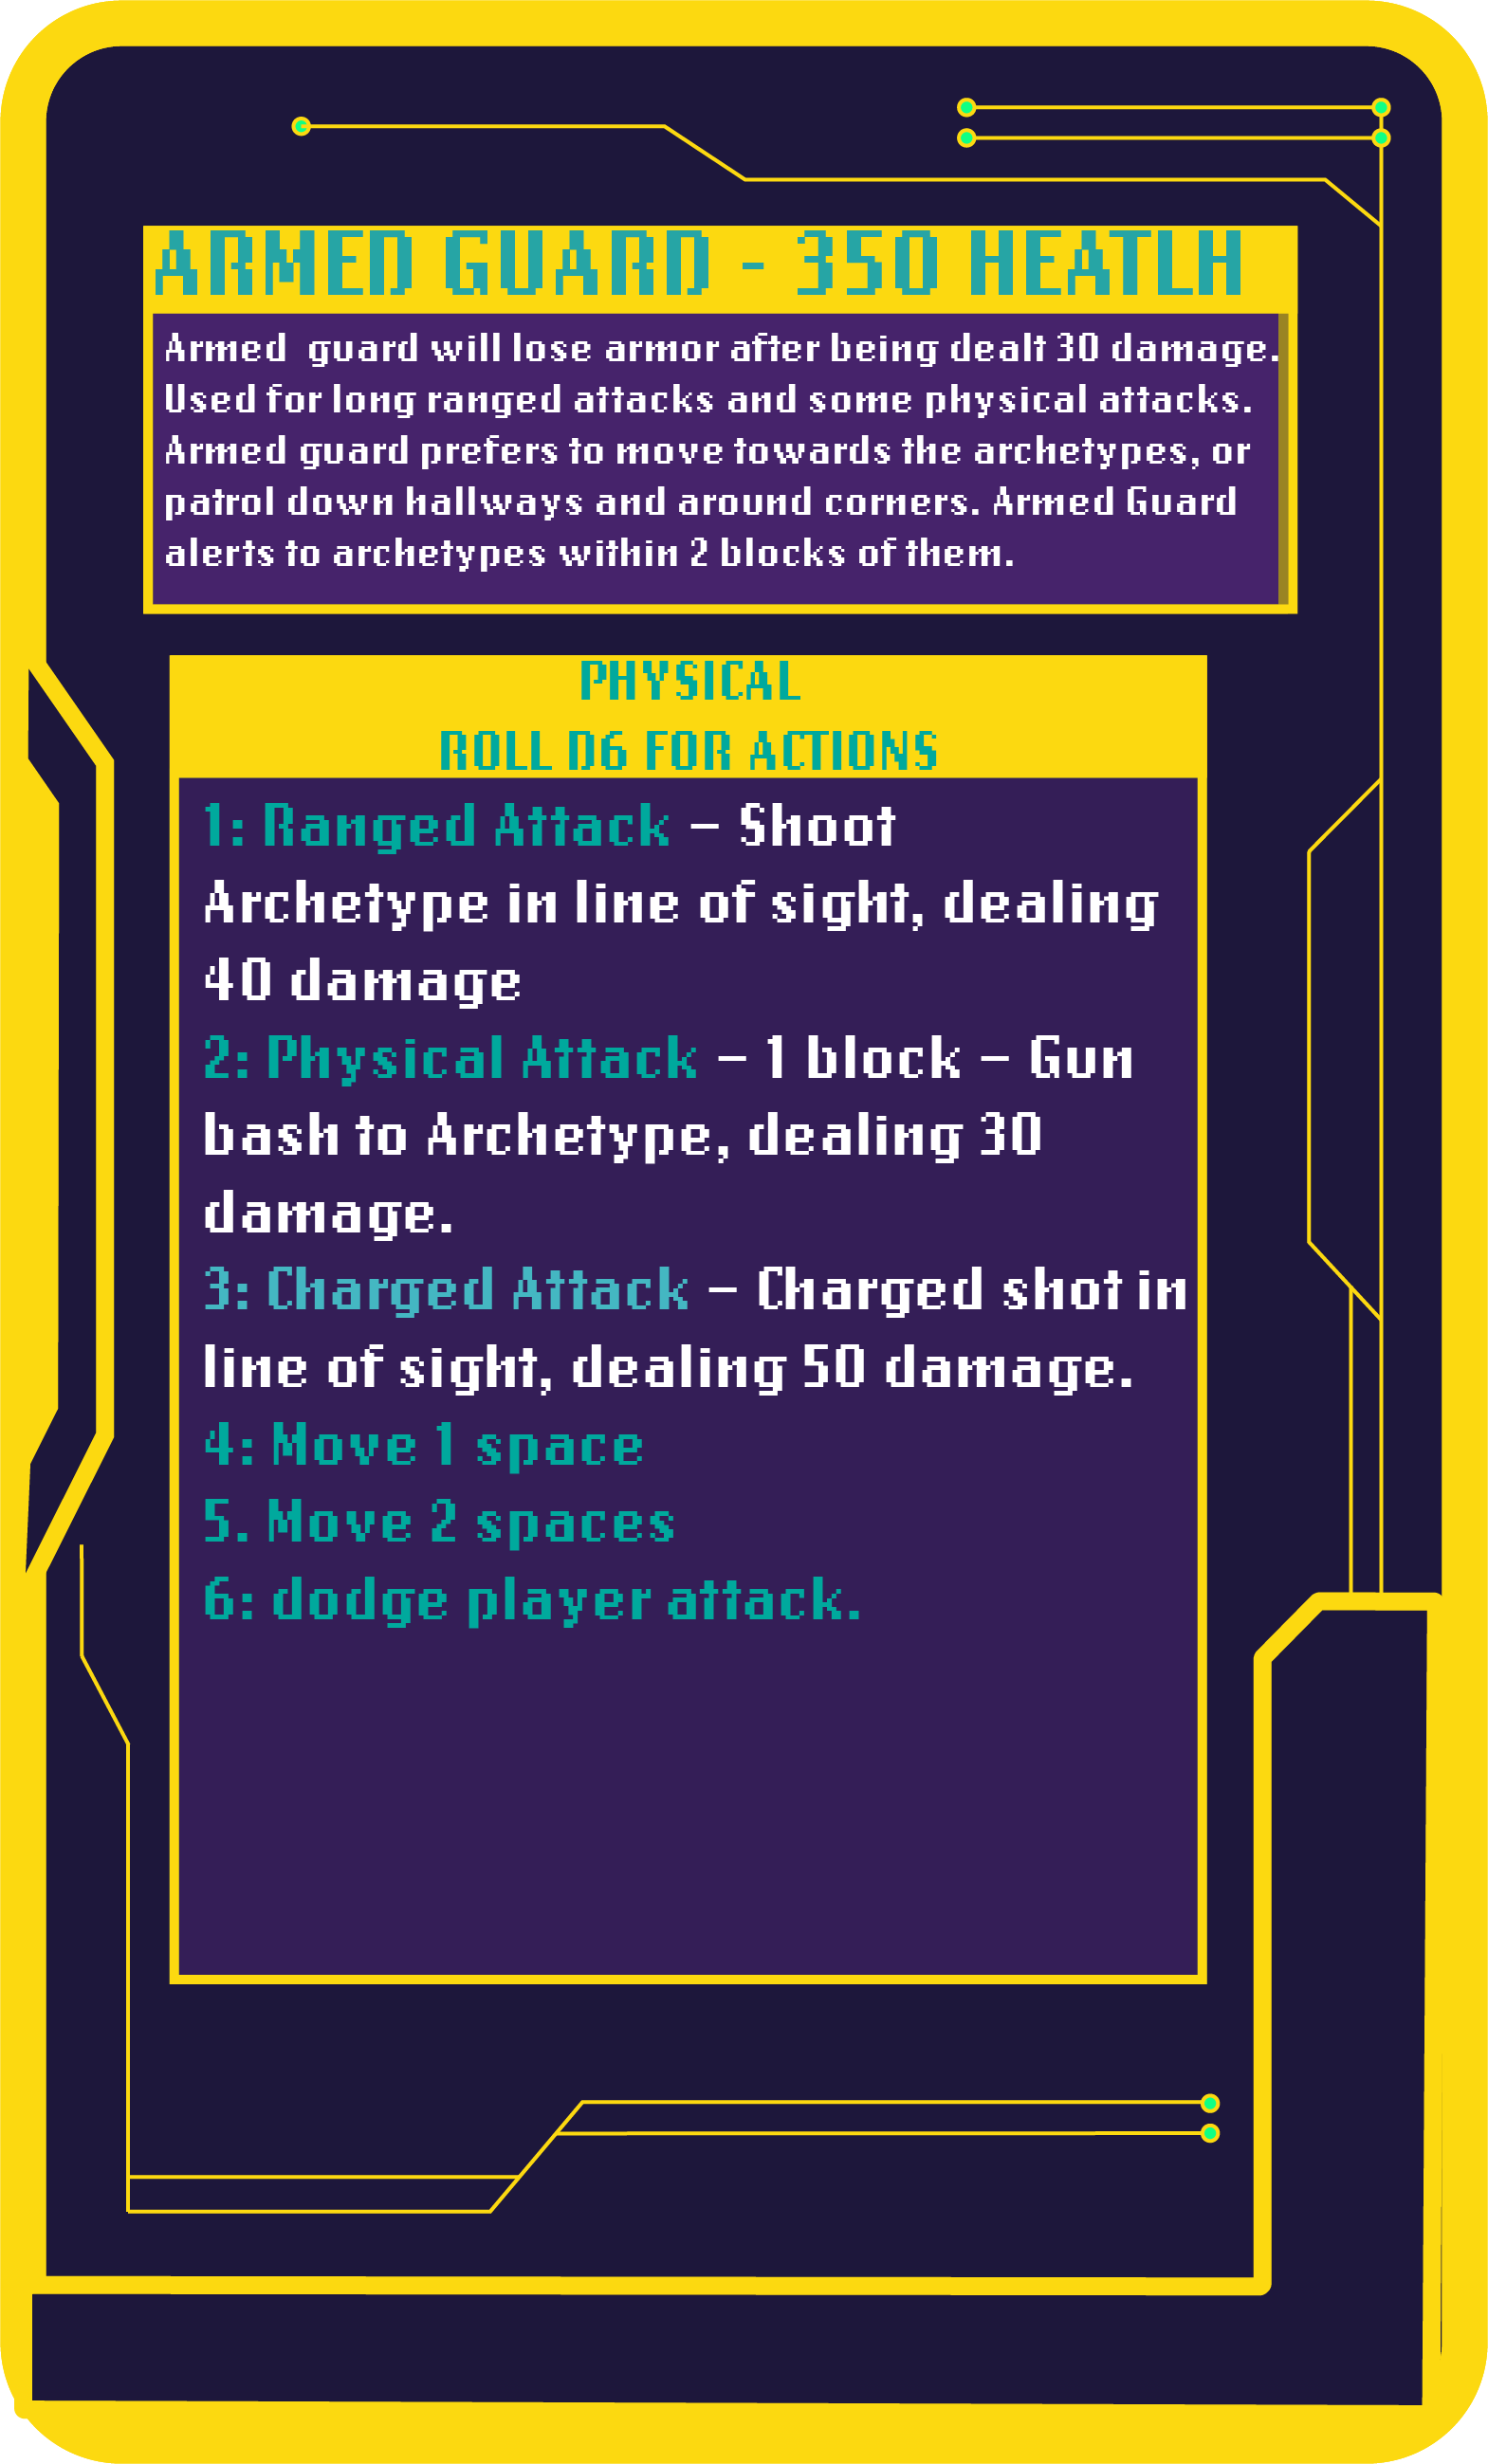 ARMED GUARD - 350 HEATLH
Armed  guard will lose armor after being dealt 30 damage.
Used for long ranged attacks and some physical attacks.
Armed guard prefers to move towards the archetypes, or
patrol down hallways and around corners. Armed Guard
alerts to archetypes within 2 blocks of them.
PHYSICAL
ROLL D6 FOR ACTIONS
1: Ranged Attack – Shoot
Archetype in line of sight, dealing
40 damage
2: Physical Attack – 1 block – Gun
bash to Archetype, dealing 30
damage.
3: Charged Attack – Charged shot in
line of sight, dealing 50 damage.
4: Move 1 space
5. Move 2 spaces
6: dodge player attack.